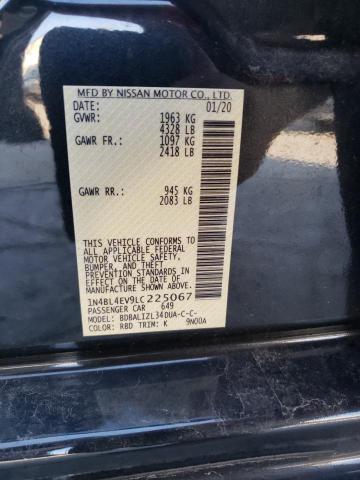 MFD BY NISSAN MOTOR CO., LTD.
DATE: 01/20
GVWR: 1963 KG
4328 LB
GAWR FR.: 1097 KG
2418 LB
GAWR RR.: 945 KG
2083 LB
THIS VEHICLE CONFORMS TO
ALL APPLICABLE FEDERAL
MOTOR VEHICLE SAFETY,
BUMPER, AND THEFT
PREVENTION STANDARDS
IN EFFECT ON THE DATE OF
MANUFACTURE SHOWN ABOVE.
1N4BL4EV9LC225067
PASSENGER CAR 649
MODEL: BDBALIZL34DUA-C-C-
COLOR: RBD TRIM: K 9N00A